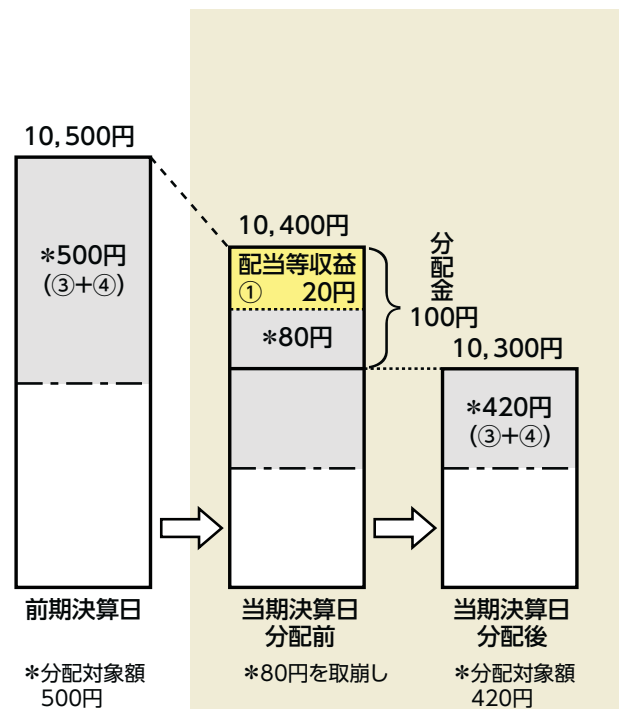 10,500円
*500円
(③+④)
前期決算日
*分配対象額
500円
10,400円
配当等収益
① 20円
*80円
分配金
100円
当期決算日
分配前
*80円を取崩し
10,300円
*420円
(③+④)
当期決算日
分配後
*分配対象額
420円